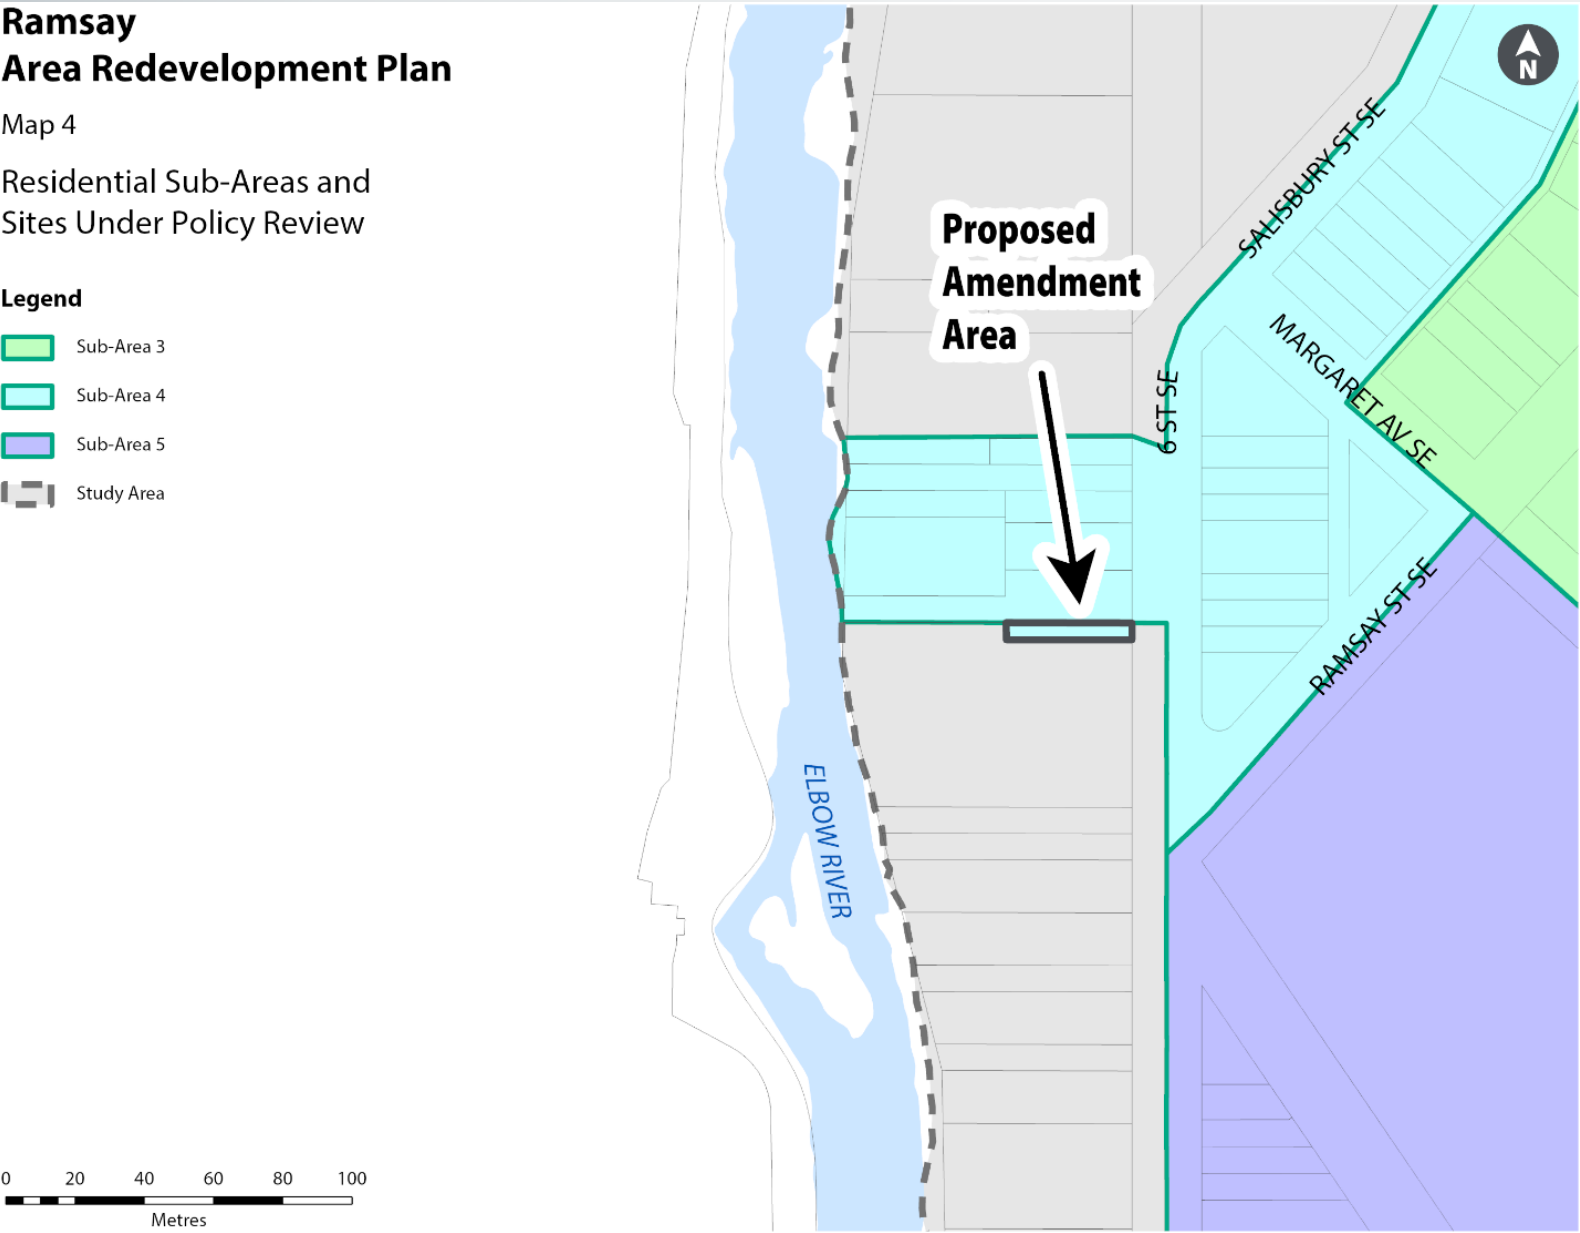 Ramsay
Area Redevelopment Plan
Map 4
Residential Sub-Areas and
Sites Under Policy Review
Legend
Sub-Area 3
Sub-Area 4
Sub-Area 5
Study Area
N
SALISBURY ST SE
Proposed
Amendment
Area
MARGARET AV SE
6 ST SE
RAMSAY ST SE
ELBOW RIVER
0 20 40 60 80 100
Metres